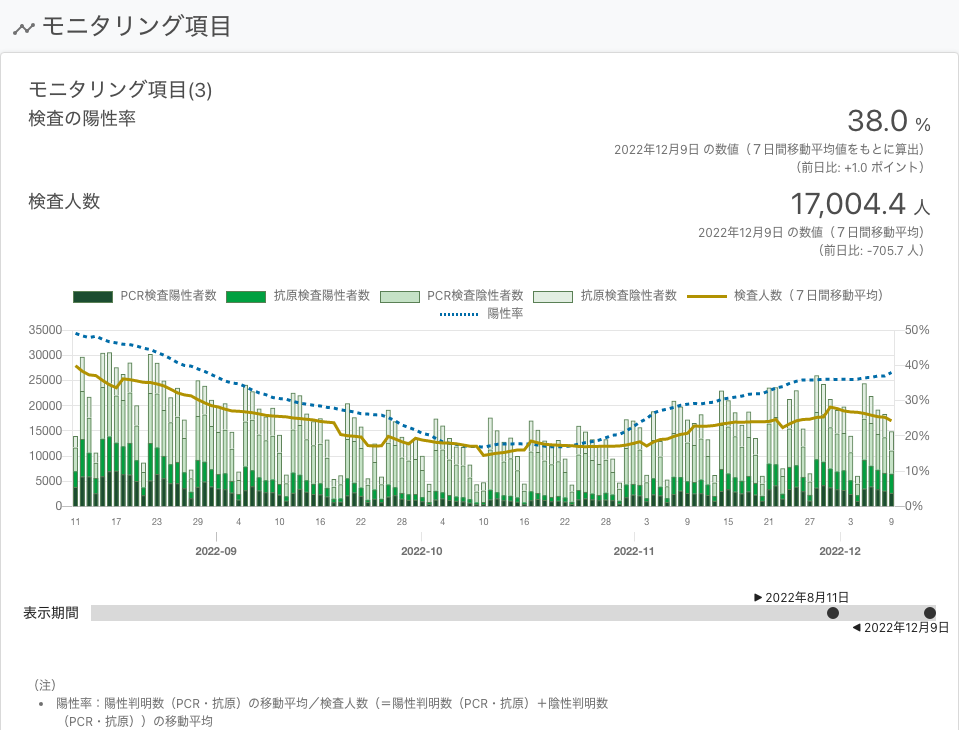 モニタリング項目
モニタリング項目(3)
検査の陽性率
38.0 %
2022年12月9日 の数値（７日間移動平均値をもとに算出）
（前日比: +1.0 ポイント）
検査人数
17,004.4 人
2022年12月9日 の数値（７日間移動平均）
（前日比: -705.7 人）
PCR検査陽性者数 抗原検査陽性者数 PCR検査陰性者数 抗原検査陰性者数 検査人数（７日間移動平均）
陽性率
35000 50%
30000 40%
25000
20000 30%
15000 20%
10000
5000 10%
0 0%
11 17 23 29 4 10 16 22 28 4 10 16 22 28 3 9 15 21 27 3 9
2022-09 2022-10 2022-11 2022-12
▶ 2022年8月11日
表示期間
◀ 2022年12月9日
（注）
• 陽性率：陽性判明数（PCR・抗原）の移動平均／検査人数（＝陽性判明数（PCR・抗原）＋陰性判明数
（PCR・抗原））の移動平均